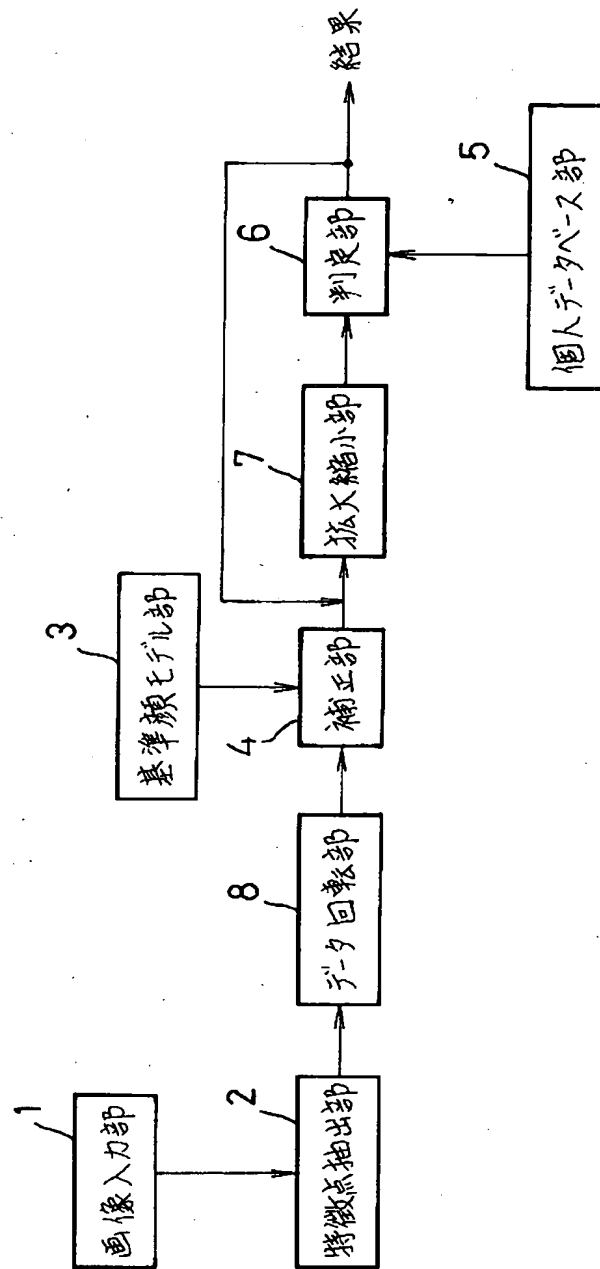 1
画像入力部
2
特徴点抽出部
8
データ回転部
3
基準顔モデル部
4
補正部
7
拡大縮小部
6
判定部
5
個人データベース部
結果